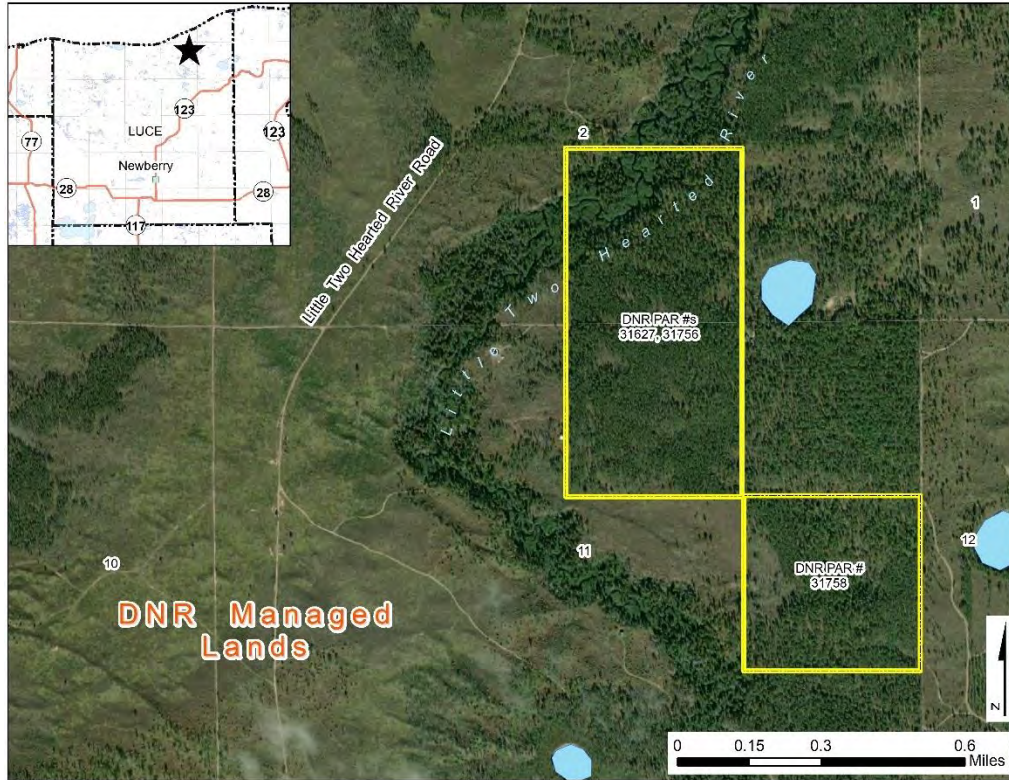 123
77
LUCE
123
Newberry
28
28
117
Little Two Hearted River Road
2
Little Two Hearted River
1
DNR PAR #s
31627, 31756
11
12
10
DNR PAR #
31758
DNR Managed
Lands
N
0 0.15 0.3 0.6
Miles